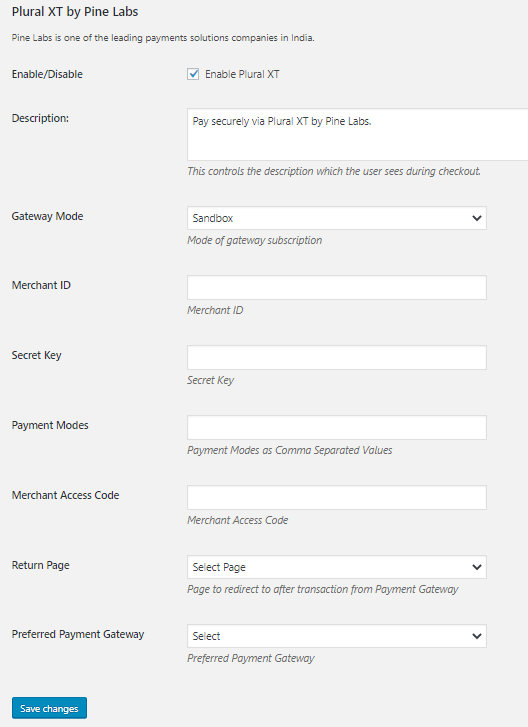 Plural XT by Pine Labs
Pine Labs is one of the leading payments solutions companies in India.
Enable/Disable
Enable Plural XT
Description:
Pay securely via Plural XT by Pine Labs.
This controls the description which the user sees during checkout.
Gateway Mode
Sandbox
Mode of gateway subscription
Merchant ID
Merchant ID
Secret Key
Secret Key
Payment Modes
Payment Modes as Comma Separated Values
Merchant Access Code
Merchant Access Code
Return Page
Select Page
Page to redirect to after transaction from Payment Gateway
Preferred Payment Gateway
Select
Preferred Payment Gateway
Save changes